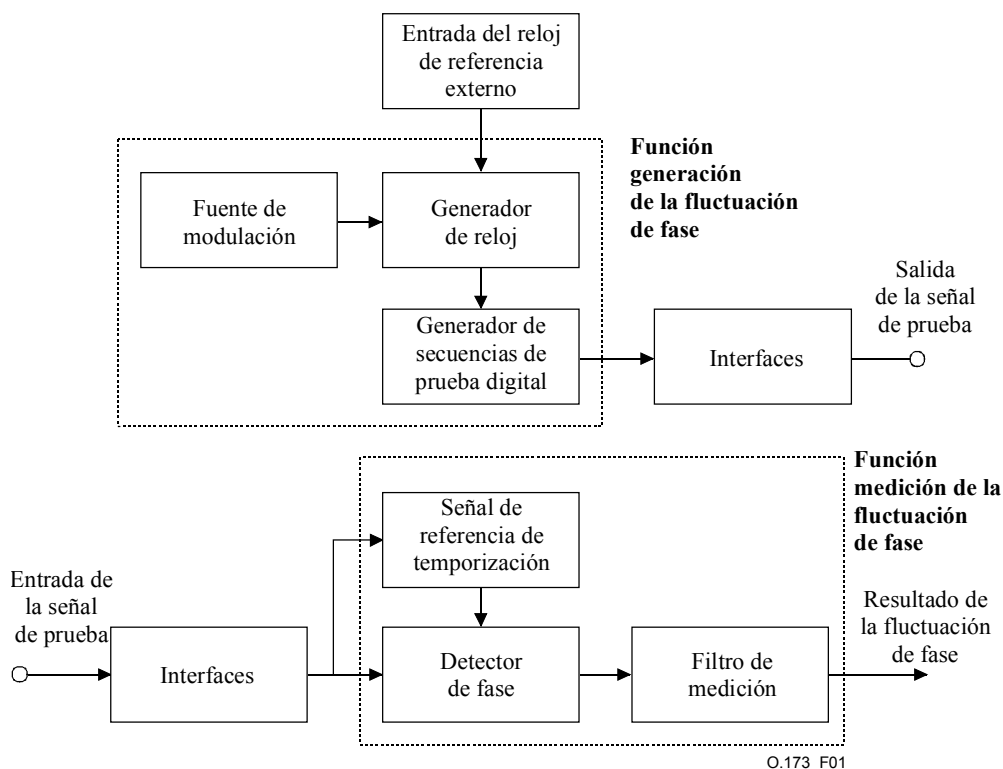 Entrada del reloj
de referencia
externo
Función
generación
de la fluctuación
de fase
Fuente de
modulación
Generador
de reloj
Salida
de la señal
de prueba
Generador de
secuencias de
prueba digital
Interfaces
Función
medición de la
fluctuación
de fase
Señal de
referencia de
temporización
Entrada de
la señal
de prueba
Interfaces
Detector
de fase
Filtro de
medición
Resultado de
la fluctuación
de fase
O.173_F01